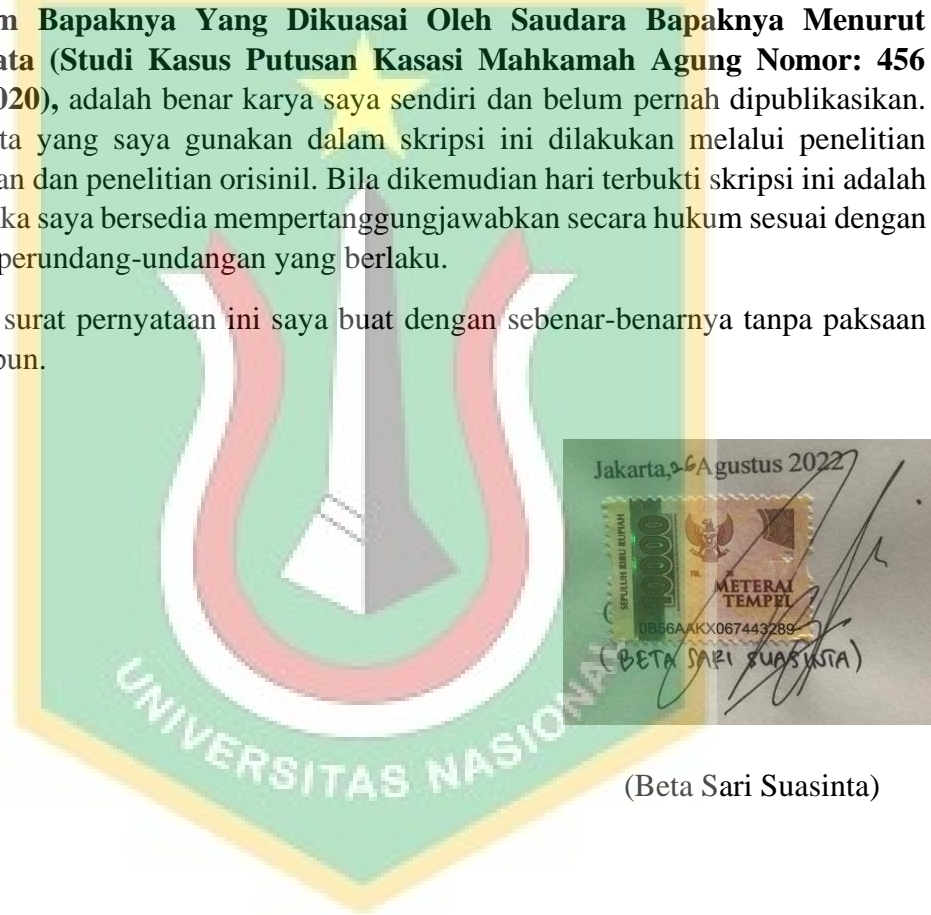 Bapaknya Yang Dikuasai Oleh Saudara Bapaknya Menurut
(Studi Kasus Putusan Kasasi Mahkamah Agung Nomor: 456
020), adalah benar karya saya sendiri dan belum pernah dipublikasikan.
yang saya gunakan dalam skripsi ini dilakukan melalui penelitian
an dan penelitian orisinil. Bila dikemudian hari terbukti skripsi ini adalah
ka saya bersedia mempertanggungjawabkan secara hukum sesuai dengan
perundang-undangan yang berlaku.
surat pernyataan ini saya buat dengan sebenar-benarnya tanpa paksaan
pun.
Jakarta, 26 Agustus 2022
SEPULUH RIBU RUPIAH
10000
METERAI
TEMPEL
0B56AAKX067443289
(BETA SARI SUASINTA)
UNIVERSITAS NASIONAL
(Beta Sari Suasinta)